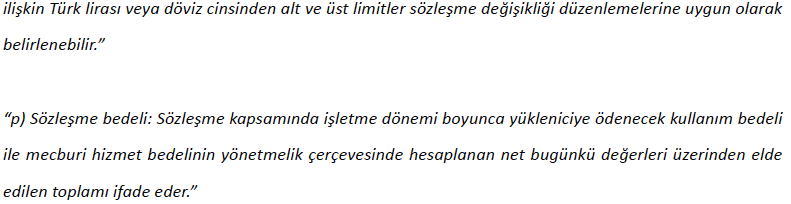 ilişkin Türk lirası veya döviz cinsinden alt ve üst limitler sözleşme değişikliği düzenlemelerine uygun olarak
belirlenebilir.”
“p) Sözleşme bedeli: Sözleşme kapsamında işletme dönemi boyunca yükleniciye ödenecek kullanım bedeli
ile mecburi hizmet bedelinin yönetmelik çerçevesinde hesaplanan net bugünkü değerleri üzerinden elde
edilen toplamı ifade eder.”